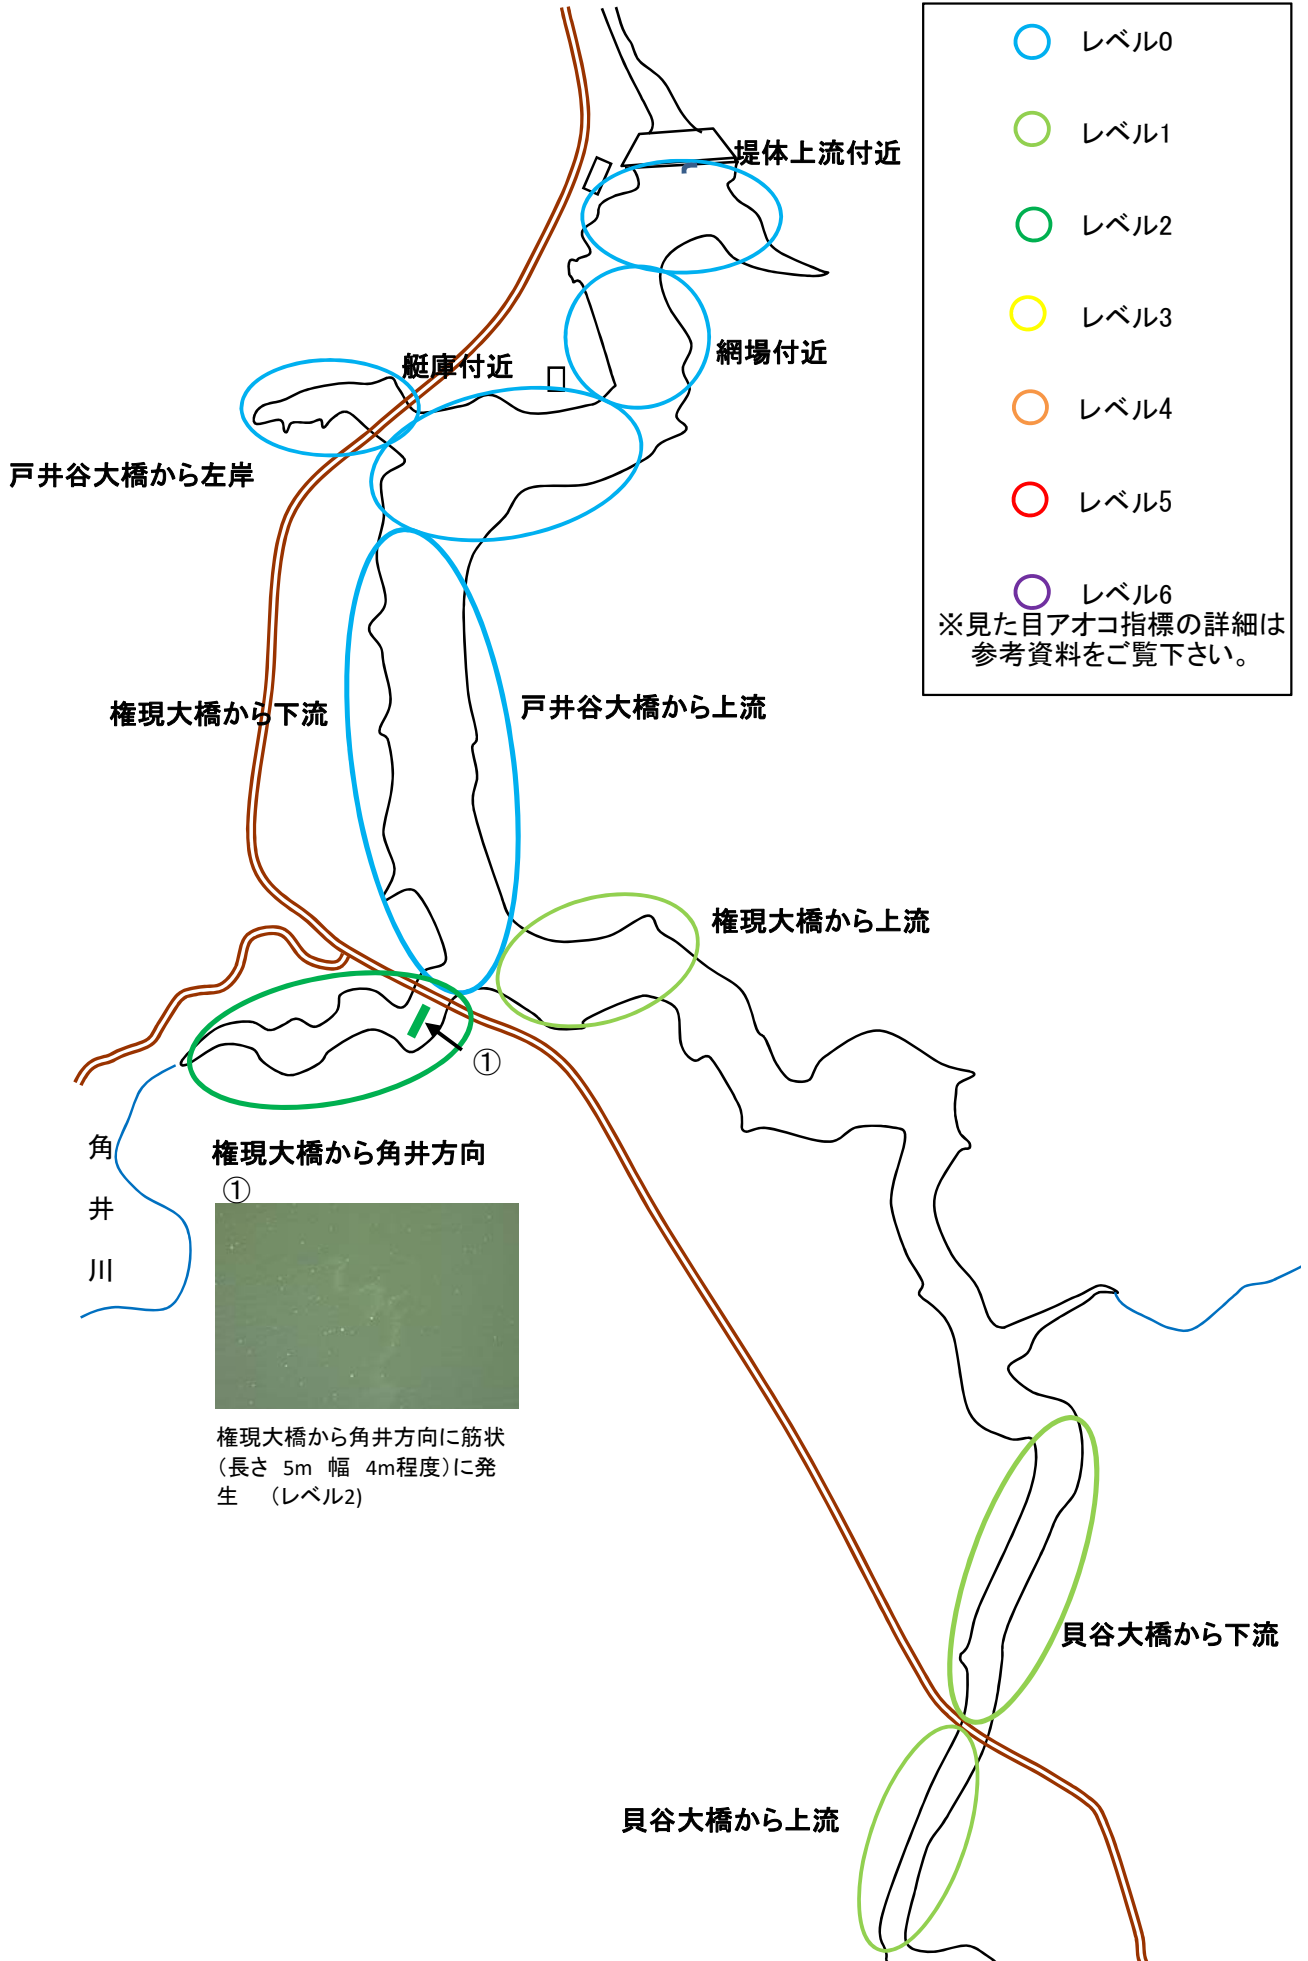 レベル0
レベル1
レベル2
レベル3
レベル4
レベル5
レベル6
※見た目アオコ指標の詳細は
参考資料をご覧下さい。
堤体上流付近
網場付近
艇庫付近
戸井谷大橋から左岸
権現大橋から下流
戸井谷大橋から上流
権現大橋から上流
①
角
井
川
権現大橋から角井方向
①
権現大橋から角井方向に筋状
（長さ 5m 幅 4m程度）に発
生 （レベル2)
貝谷大橋から下流
貝谷大橋から上流